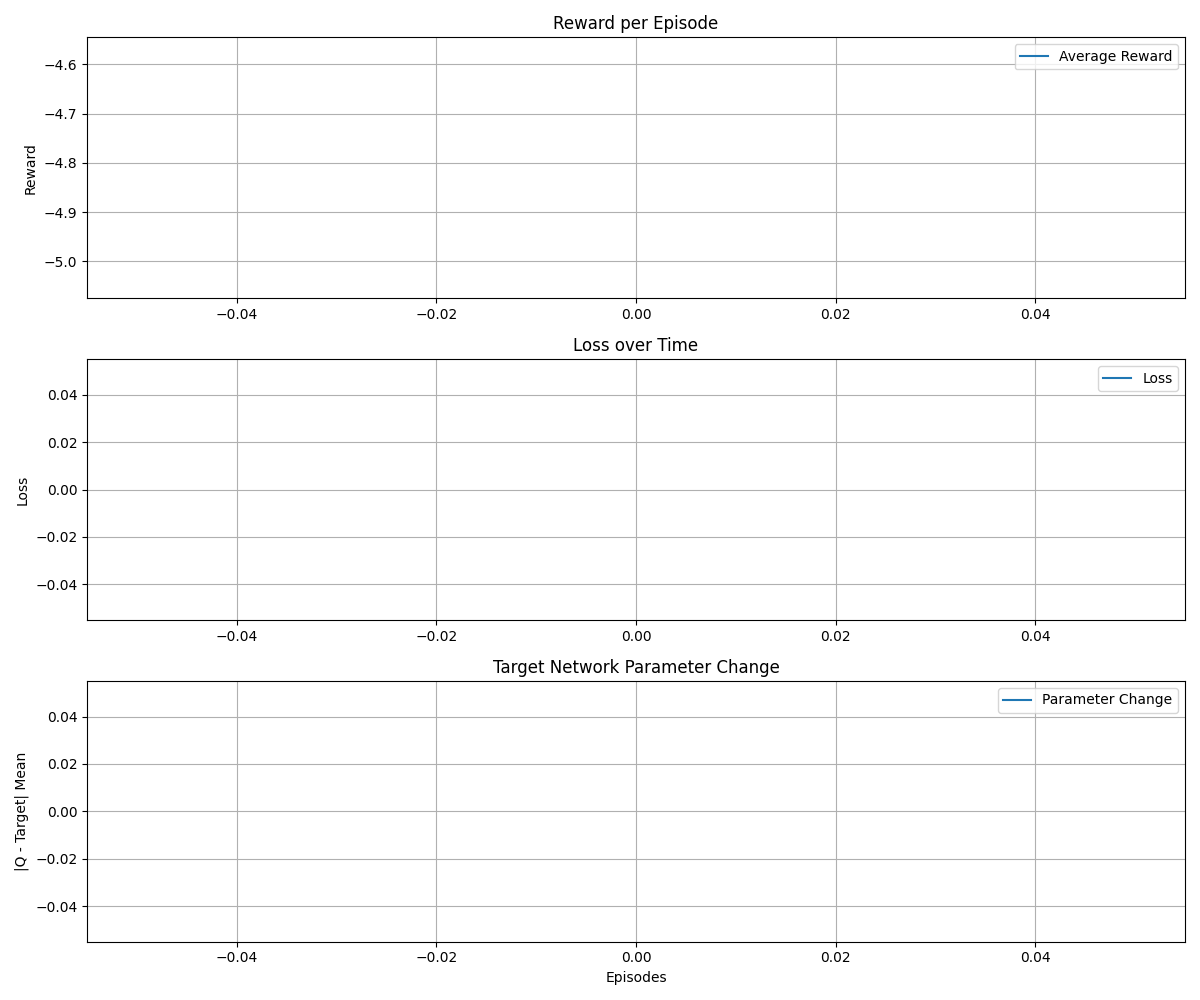 Reward per Episode
Average Reward
Reward
−4.6
−4.7
−4.8
−4.9
−5.0
−0.04 −0.02 0.00 0.02 0.04
Loss over Time
Loss
Loss
0.04
0.02
0.00
−0.02
−0.04
−0.04 −0.02 0.00 0.02 0.04
Target Network Parameter Change
Parameter Change
|Q - Target| Mean
0.04
0.02
0.00
−0.02
−0.04
−0.04 −0.02 0.00 0.02 0.04
Episodes